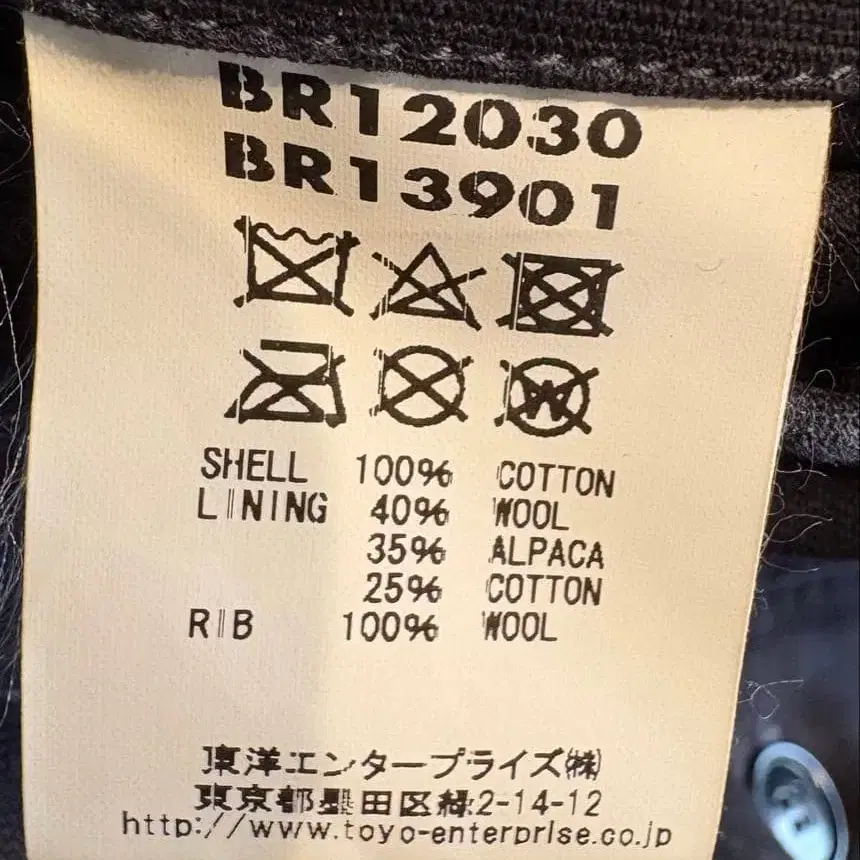 BR12030
BR13901
W
SHELL 100% COTTON
LINING 40% WOOL
35% ALPACA
25% COTTON
RIB 100% WOOL
東洋エンタープライズ㈱
東京都墨田区緑2-14-12
http://www.toyo-enterprise.co.jp